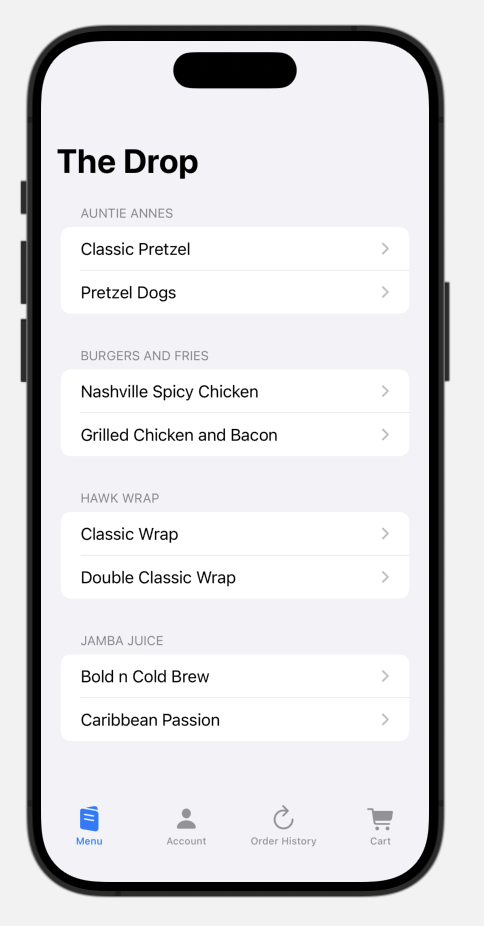 The Drop
AUNTIE ANNES
Classic Pretzel
Pretzel Dogs
BURGERS AND FRIES
Nashville Spicy Chicken
Grilled Chicken and Bacon
HAWK WRAP
Classic Wrap
Double Classic Wrap
JAMBA JUICE
Bold n Cold Brew
Caribbean Passion
Menu Account Order History Cart